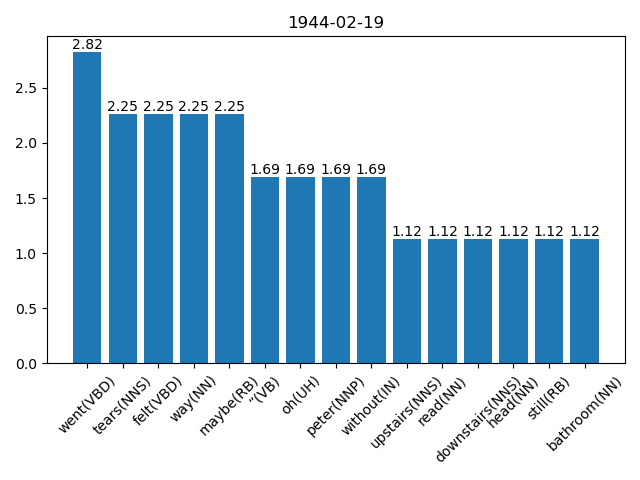 1944-02-19
2.82
2.25 2.25 2.25 2.25
1.69 1.69 1.69 1.69
1.12 1.12 1.12 1.12 1.12 1.12
2.5
2.0
1.5
1.0
0.5
0.0
went(VBD)
tears(NNS)
felt(VBD)
way(NN)
maybe(RB)
”(VB)
oh(UH)
peter(NNP)
without(IN)
upstairs(NNS)
read(NN)
downstairs(NNS)
head(NN)
still(RB)
bathroom(NN)